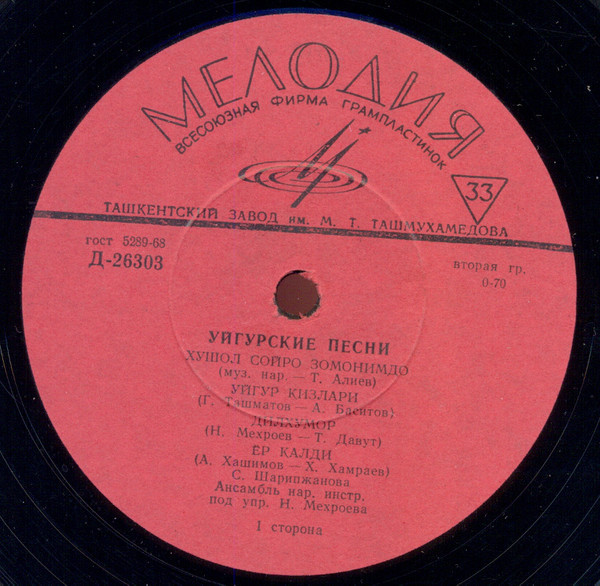 МЕЛОДИЯ
ВСЕСОЮЗНАЯ ФИРМА ГРАМПЛАСТИНОК
33
ТАШКЕНТСКИЙ ЗАВОД им. М. Т. ТАШМУХАМЕДОВА
гост 5289-68
Д-26303
вторая гр.
0-70
УЙГУРСКИЕ ПЕСНИ
ХУШОЛ СОЙРО ЗОМОНИМДО
(муз. нар. — Т. Алиев)
УЙГУР КИЗЛАРИ
(Г. Ташматов — А. Баситов)
ДИЛХУМОР
(Н. Мехроев — Т. Давут)
ЁР КАЛДИ
(А. Хашимов — Х. Хамраев)
С. Шарипжанова
Ансамбль нар. инстр.
под упр. Н. Мехроева
1 сторона